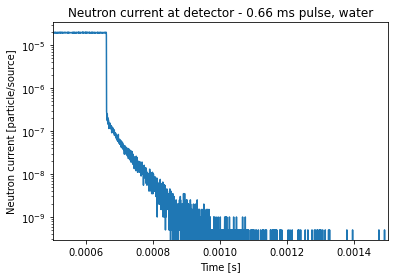 Neutron current at detector - 0.66 ms pulse, water
Neutron current [particle/source]
10⁻⁵
10⁻⁶
10⁻⁷
10⁻⁸
10⁻⁹
0.0006 0.0008 0.0010 0.0012 0.0014
Time [s]